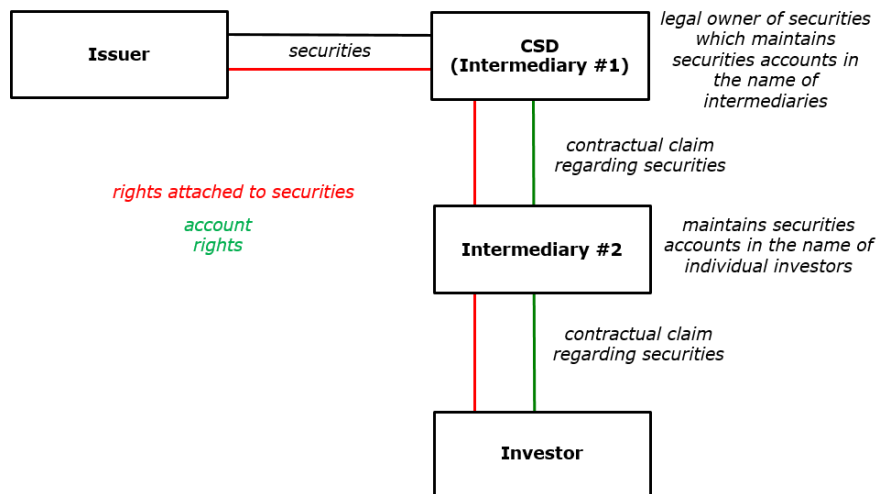 Issuer
securities
CSD
(Intermediary #1)
legal owner of securities
which maintains
securities accounts in
the name of
intermediaries
contractual claim
regarding securities
rights attached to securities
account
rights
Intermediary #2
maintains securities
accounts in the name of
individual investors
contractual claim
regarding securities
Investor